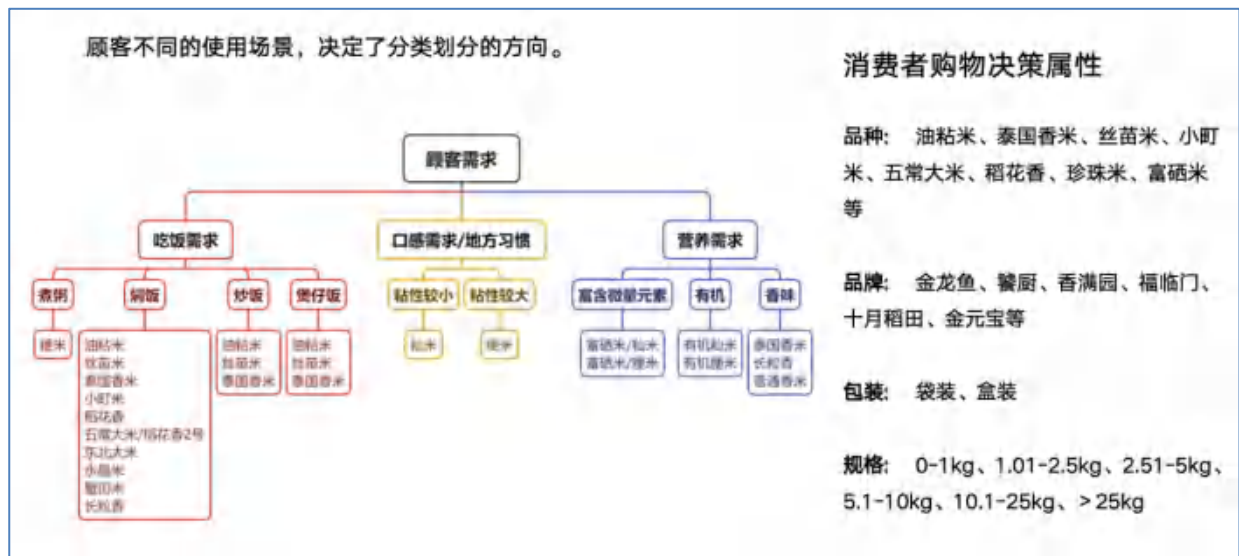 顾客不同的使用场景，决定了分类划分的方向。
顾客需求
吃饭需求
口感需求/地方习惯
营养需求
煮粥
焖饭
炒饭
煲仔饭
粘性较小
粘性较大
富含微量元素
有机
香味
粳米
油粘米
丝苗米
泰国香米
小町米
稻花香
五常大米/稻花香2号
东北大米
水晶米
蟹田米
长粒香
油粘米
丝苗米
泰国香米
油粘米
丝苗米
泰国香米
籼米
粳米
富硒米/籼米
富硒米/粳米
有机籼米
有机粳米
泰国香米
长粒香
普通香米
消费者购物决策属性
品种: 油粘米、泰国香米、丝苗米、小町
米、五常大米、稻花香、珍珠米、富硒米
等
品牌: 金龙鱼、饕厨、香满园、福临门、
十月稻田、金元宝等
包装: 袋装、盒装
规格: 0-1kg、1.01-2.5kg、2.51-5kg、
5.1-10kg、10.1-25kg、＞25kg